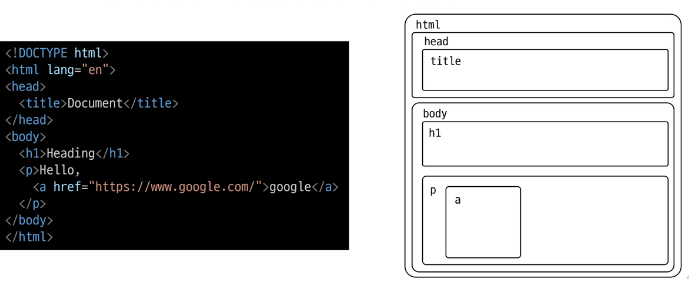 <!DOCTYPE html>
<html lang="en">
<head>
  <title>Document</title>
</head>
<body>
  <h1>Heading</h1>
  <p>Hello,
    <a href="https://www.google.com/">google</a>
  </p>
</body>
</html>
html
head
title
body
h1
p
a